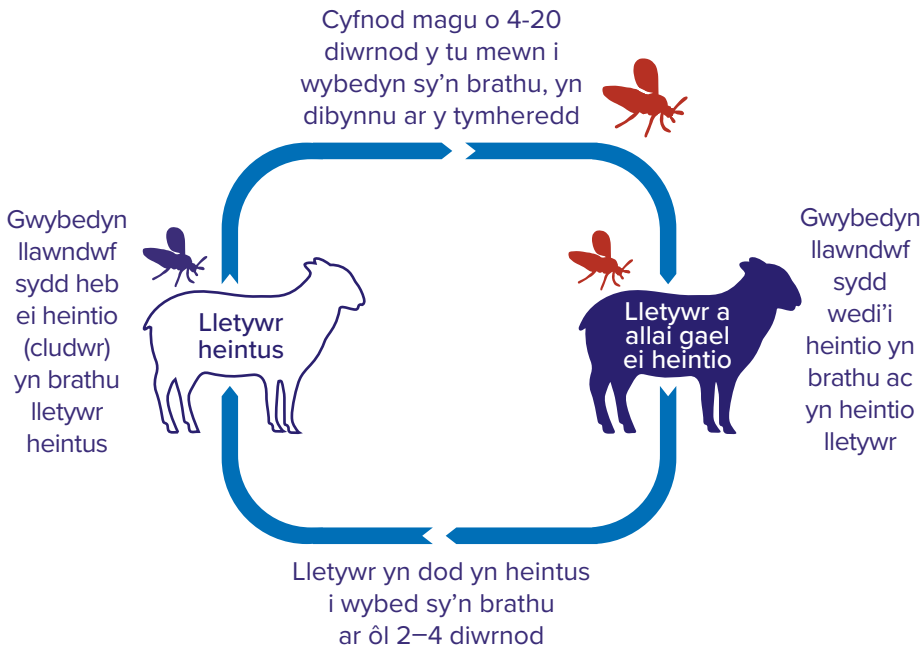 Cyfnod magu o 4-20
diwrnod y tu mewn i
wybedyn sy’n brathu, yn
dibynnu ar y tymheredd
Gwybedyn
llawndwf
sydd heb
ei heintio
(cludwr)
yn brathu
lletywr
heintus
Lletywr
heintus
Lletywr a
allai gael
ei heintio
Gwybedyn
llawndwf
sydd
wedi’i
heintio yn
brathu ac
yn heintio
lletywr
Lletywr yn dod yn heintus
i wybed sy’n brathu
ar ôl 2–4 diwrnod